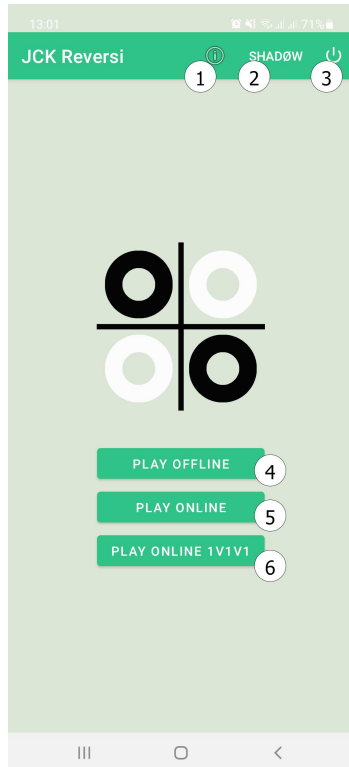 13:01 71%
JCK Reversi SHADØW
1 2 3
PLAY OFFLINE
4
PLAY ONLINE
5
PLAY ONLINE 1V1V1
6